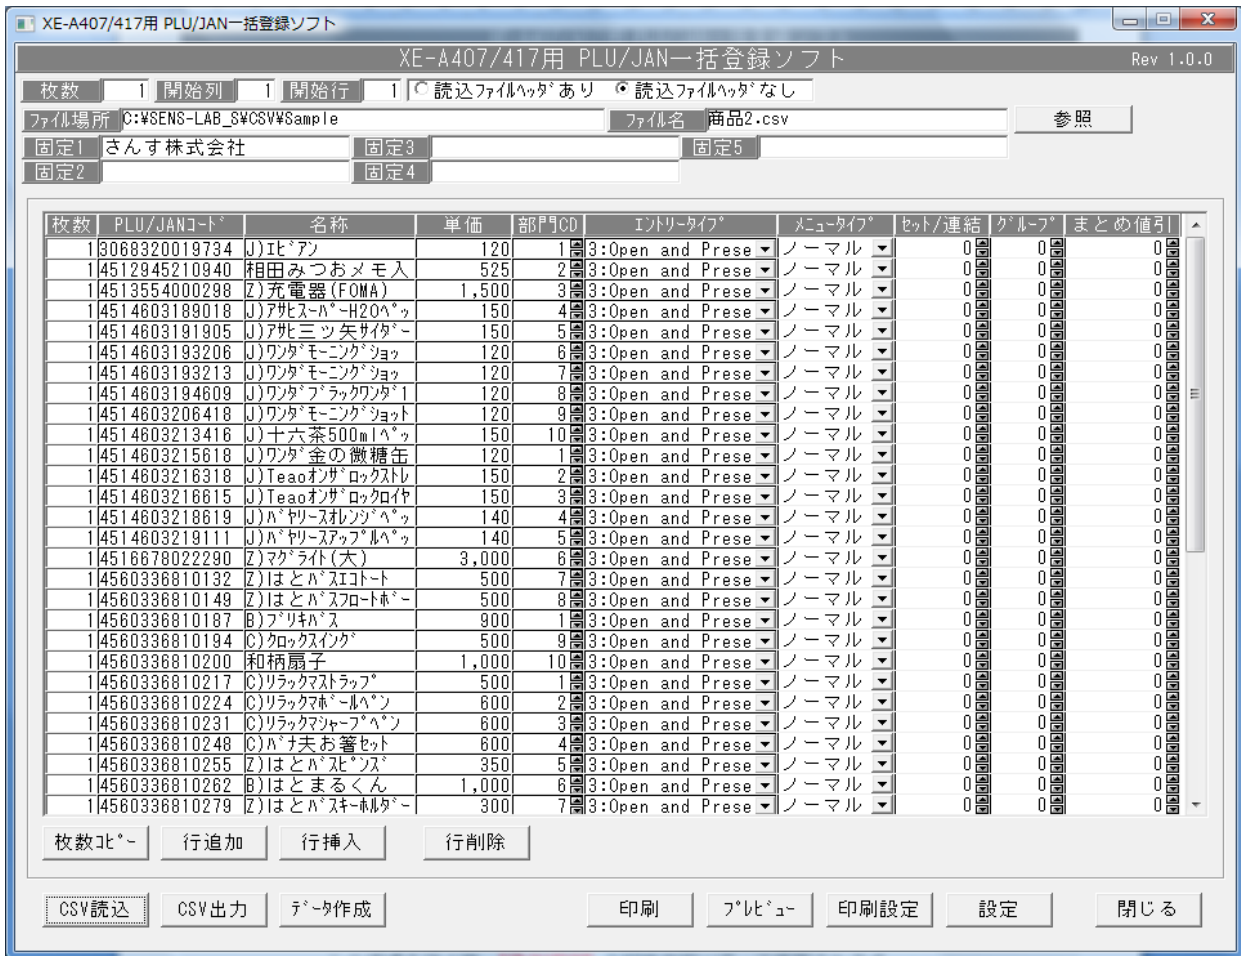 XE-A407/417用 PLU/JAN一括登録ソフト
XE-A407/417用 PLU/JAN一括登録ソフト Rev 1.0.0
枚数 1 開始列 1 開始行 1 読込ﾌｧｲﾙﾍｯﾀﾞあり 読込ﾌｧｲﾙﾍｯﾀﾞなし
ﾌｧｲﾙ場所 C:¥SENS-LAB_S¥CSV¥Sample ﾌｧｲﾙ名 商品2.csv 参照
固定1 さんす株式会社 固定3 固定5
固定2 固定4
枚数 PLU/JANｺｰﾄﾞ 名称 単価 部門CD ｴﾝﾄﾘｰﾀｲﾌﾟ ﾒﾆｭｰﾀｲﾌﾟ ｾｯﾄ/連結 ｸﾞﾙｰﾌﾟ まとめ値引
1 3068320019734 J)ｴﾋﾞｱﾝ 120 1 3:Open and Prese ノーマル 0 0 0
1 4512945210940 相田みつおメモ入 525 2 3:Open and Prese ノーマル 0 0 0
1 4513554000298 Z)充電器(FOMA) 1,500 3 3:Open and Prese ノーマル 0 0 0
1 4514603189018 J)ｱｻﾋｽｰﾊﾟｰH2Oﾍﾟｯ 150 4 3:Open and Prese ノーマル 0 0 0
1 4514603191905 J)ｱｻﾋ三ツ矢ｻｲﾀﾞｰ 150 5 3:Open and Prese ノーマル 0 0 0
1 4514603193206 J)ﾜﾝﾀﾞﾓｰﾆﾝｸﾞｼｮｯ 120 6 3:Open and Prese ノーマル 0 0 0
1 4514603193213 J)ﾜﾝﾀﾞﾓｰﾆﾝｸﾞｼｮｯ 120 7 3:Open and Prese ノーマル 0 0 0
1 4514603194609 J)ﾜﾝﾀﾞﾌﾞﾗｯｸﾜﾝﾀﾞ1 120 8 3:Open and Prese ノーマル 0 0 0
1 4514603206418 J)ﾜﾝﾀﾞﾓｰﾆﾝｸﾞｼｮｯﾄ 120 9 3:Open and Prese ノーマル 0 0 0
1 4514603213416 J)十六茶500mlﾍﾟｯ 150 10 3:Open and Prese ノーマル 0 0 0
1 4514603215618 J)ﾜﾝﾀﾞ金の微糖缶 120 1 3:Open and Prese ノーマル 0 0 0
1 4514603216318 J)Teaoｵﾝｻﾞﾛｯｸｽﾄﾚ 150 2 3:Open and Prese ノーマル 0 0 0
1 4514603216615 J)Teaoｵﾝｻﾞﾛｯｸﾛｲﾔ 150 3 3:Open and Prese ノーマル 0 0 0
1 4514603218619 J)ﾊﾞﾔﾘｰｽｵﾚﾝｼﾞﾍﾟｯ 140 4 3:Open and Prese ノーマル 0 0 0
1 4514603219111 J)ﾊﾞﾔﾘｰｽｱｯﾌﾟﾙﾍﾟｯ 140 5 3:Open and Prese ノーマル 0 0 0
1 4516678022290 Z)ﾏｸﾞﾗｲﾄ(大) 3,000 6 3:Open and Prese ノーマル 0 0 0
1 4560336810132 Z)はとﾊﾞｽｴｺﾄｰﾄ 500 7 3:Open and Prese ノーマル 0 0 0
1 4560336810149 Z)はとﾊﾞｽﾌﾛｰﾄﾎﾞｰ 500 8 3:Open and Prese ノーマル 0 0 0
1 4560336810187 B)ﾌﾞﾘｷﾊﾞｽ 900 1 3:Open and Prese ノーマル 0 0 0
1 4560336810194 C)ｸﾛｯｸｽｲﾝｸﾞ 500 9 3:Open and Prese ノーマル 0 0 0
1 4560336810200 和柄扇子 1,000 10 3:Open and Prese ノーマル 0 0 0
1 4560336810217 C)ﾘﾗｯｸﾏｽﾄﾗｯﾌﾟ 500 1 3:Open and Prese ノーマル 0 0 0
1 4560336810224 C)ﾘﾗｯｸﾏﾎﾞｰﾙﾍﾟﾝ 600 2 3:Open and Prese ノーマル 0 0 0
1 4560336810231 C)ﾘﾗｯｸﾏｼｬｰﾌﾟﾍﾟﾝ 600 3 3:Open and Prese ノーマル 0 0 0
1 4560336810248 C)ﾊﾞﾅ夫お箸ｾｯﾄ 600 4 3:Open and Prese ノーマル 0 0 0
1 4560336810255 Z)はとﾊﾞｽﾋﾟﾝｽﾞ 350 5 3:Open and Prese ノーマル 0 0 0
1 4560336810262 B)はとまるくん 1,000 6 3:Open and Prese ノーマル 0 0 0
1 4560336810279 Z)はとﾊﾞｽｷｰﾎﾙﾀﾞｰ 300 7 3:Open and Prese ノーマル 0 0 0
枚数ｺﾋﾟｰ 行追加 行挿入 行削除
CSV読込 CSV出力 ﾃﾞｰﾀ作成 印刷 ﾌﾟﾚﾋﾞｭｰ 印刷設定 設定 閉じる